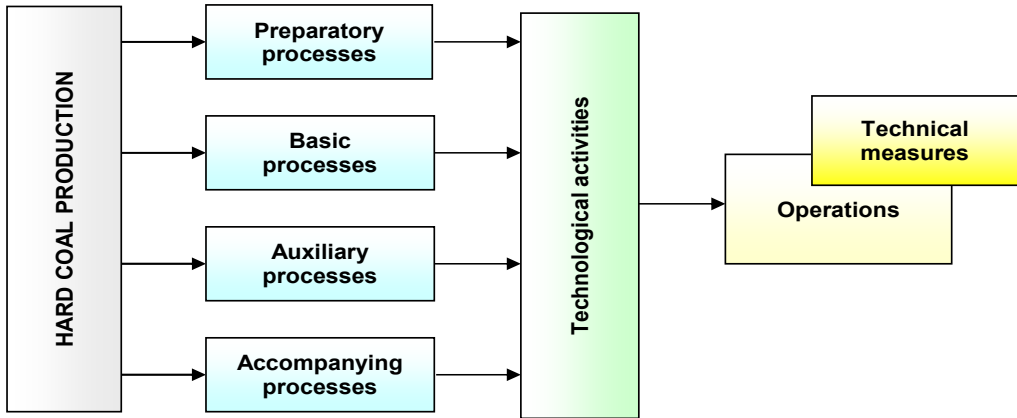 HARD COAL PRODUCTION
Preparatory
processes
Basic
processes
Auxiliary
processes
Accompanying
processes
Technological activities
Technical
measures
Operations